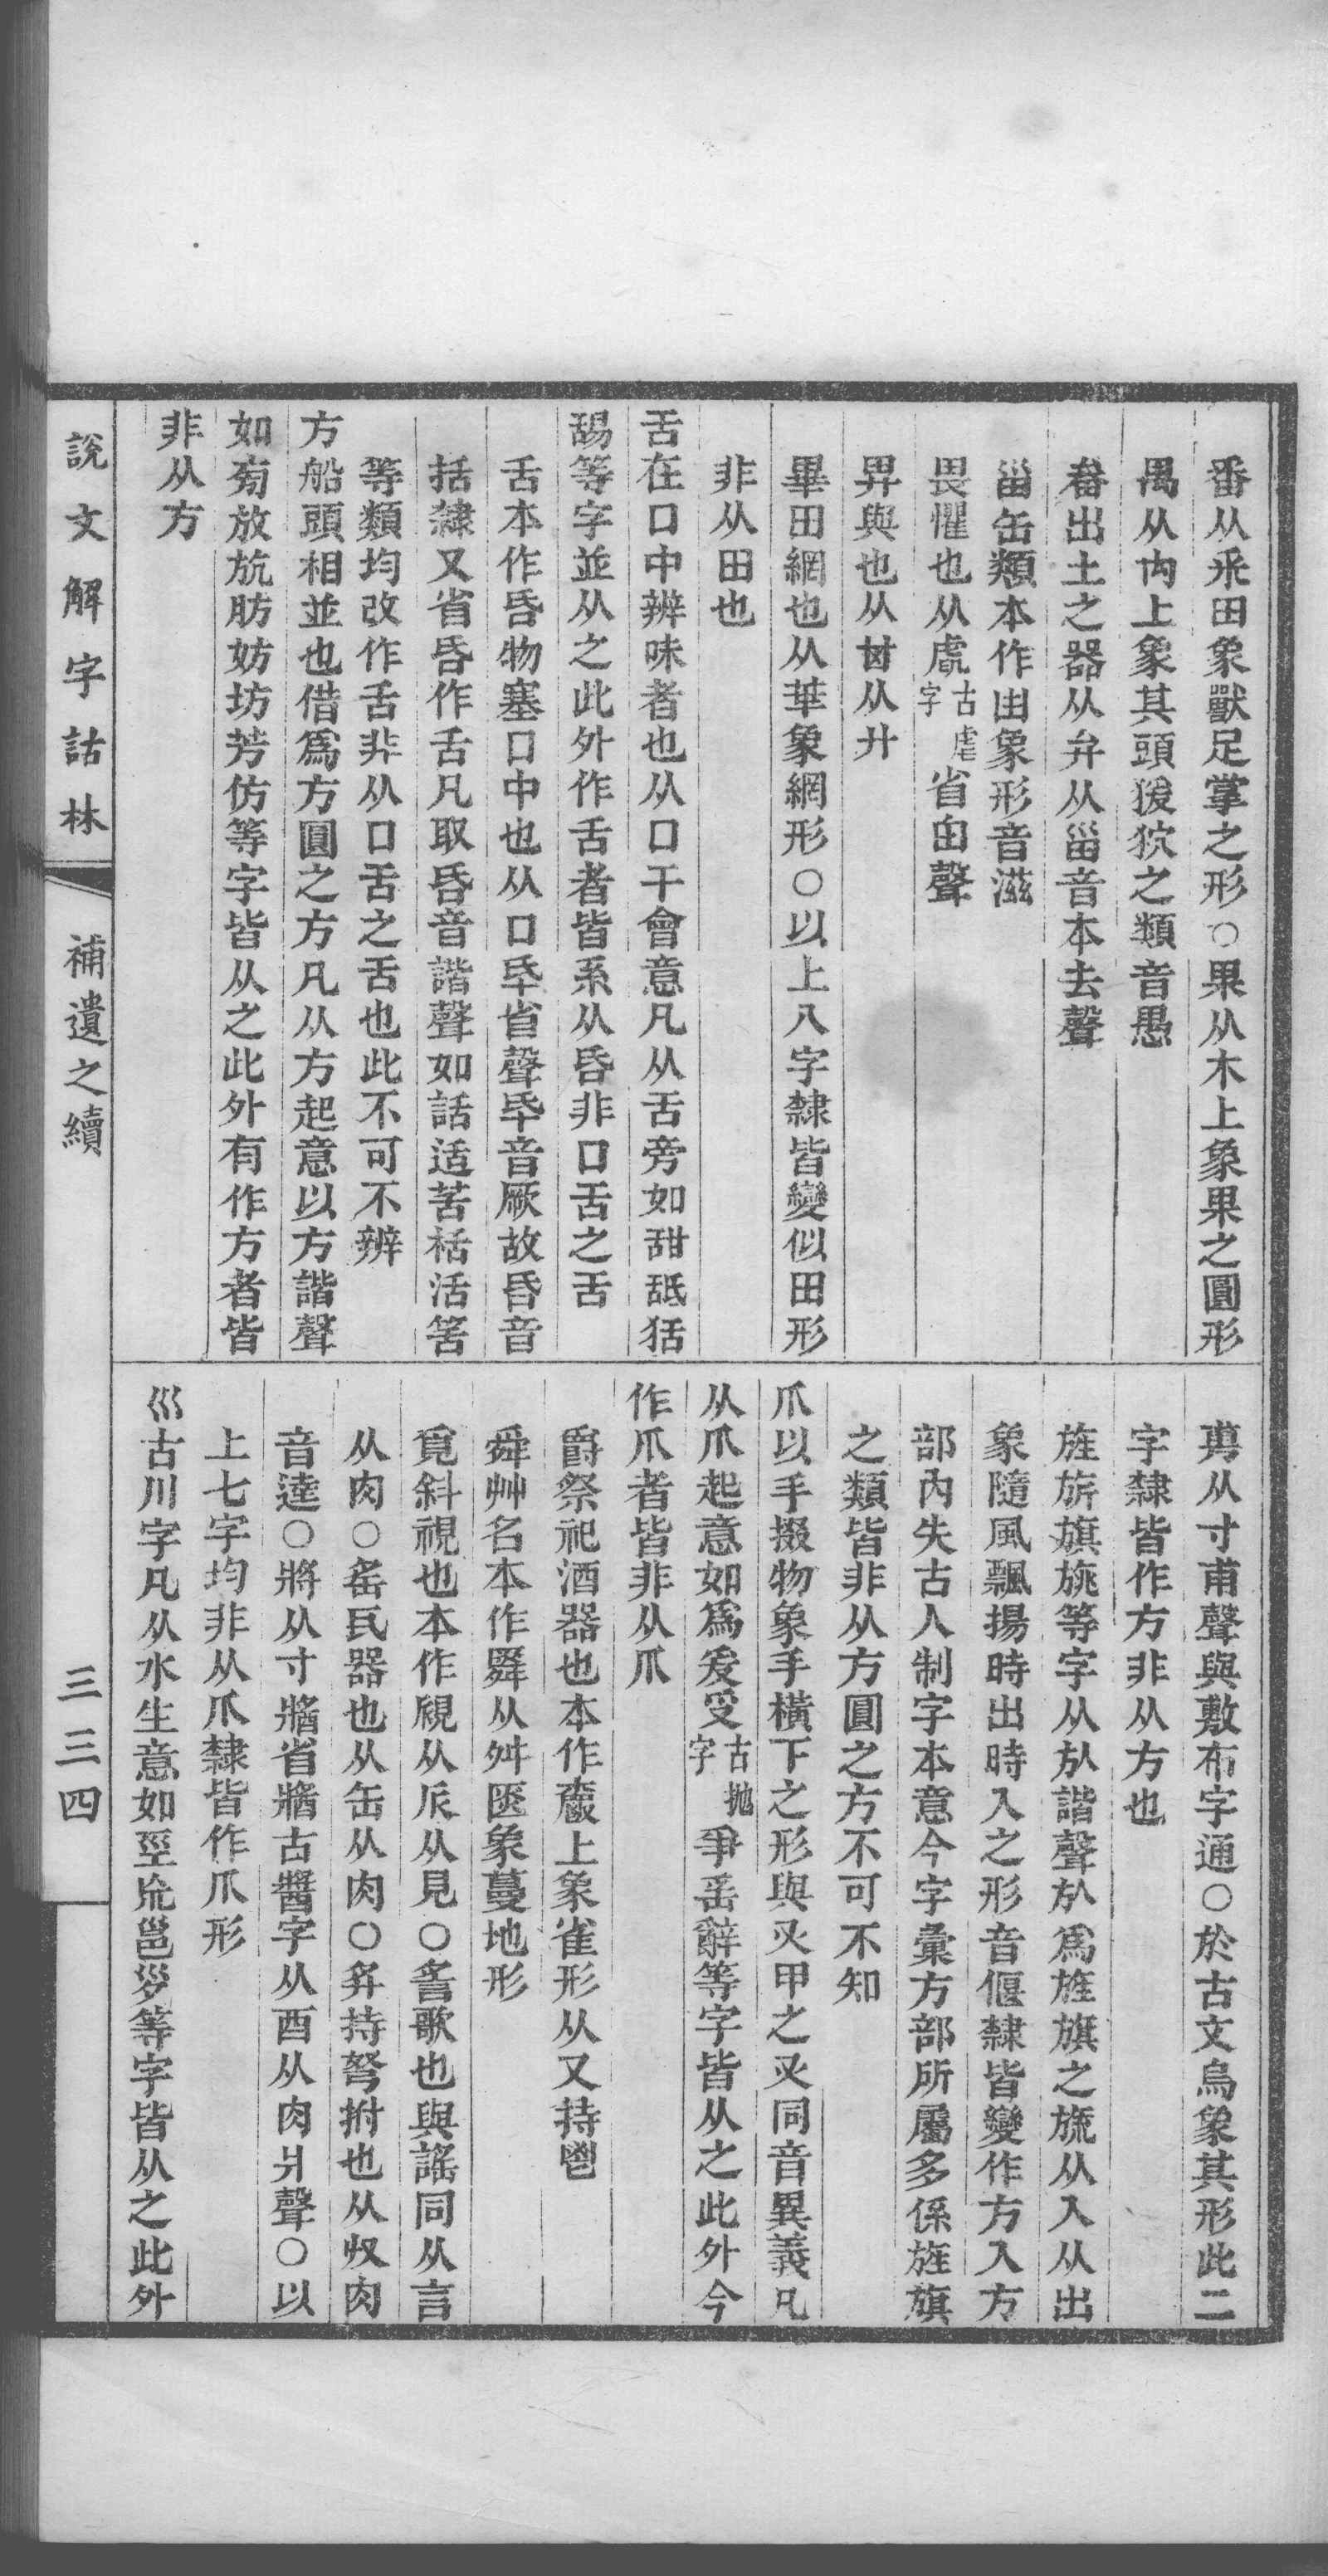 番从釆田象獸足掌之形○果从木上象果之圓形
禺从禸上象其頭猨狖之類音愚
畚出土之器从弁从甾音本去聲
甾缶類本作甶象形音滋
畏懼也从虍古虐字省甶聲
畀與也从甘从廾
畢田網也从華象網形○以上八字隸皆變似田形
非从田也
舌在口中辨味者也从口干會意凡从舌旁如甜舐狧
舓等字並从之此外作舌者皆系从昏非口舌之舌
舌本作昏物塞口中也从口氒省聲氒音厥故昏音
括隸又省昏作舌凡取昏音諧聲如話适苦栝活筈
等類均改作舌非从口舌之舌也此不可不辨
方船頭相並也借爲方圓之方凡从方起意以方諧聲
如㫄放旂肪妨坊芳仿等字皆从之此外有作方者皆
非从方
尃从寸甫聲與敷布字通○於古文烏象其形此二
字隸皆作方非从方也
旌旂旗旐等字从㫃諧聲㫃爲旌旗之旒从入从出
象隨風飄揚時出時入之形音偃隸皆變作方入方
部內失古人制字本意今字彙方部所屬多係旌旗
之類皆非从方圓之方不可不知
爪以手掇物象手橫下之形與叉甲之叉同音異義凡
从爪起意如爲爰𠬪古抛字爭䍃辭等字皆从之此外今
作爪者皆非从爪
爵祭祀酒器也本作𤕨上象雀形从又持鬯
舜艸名本作䑞从舛匧象蔓地形
覓斜視也本作覛从𠂢从見○䚻歌也與謠同从言
从肉○䍃民器也从缶从肉○弇持弩拊也从収肉
音逵○將从寸牆省牆古醬字从酉从肉爿聲○以
上七字均非从爪隸皆作爪形
巛古川字凡从水生意如巠㐬邕𡿭等字皆从之此外
說文解字詁林
補遺之續
三三四